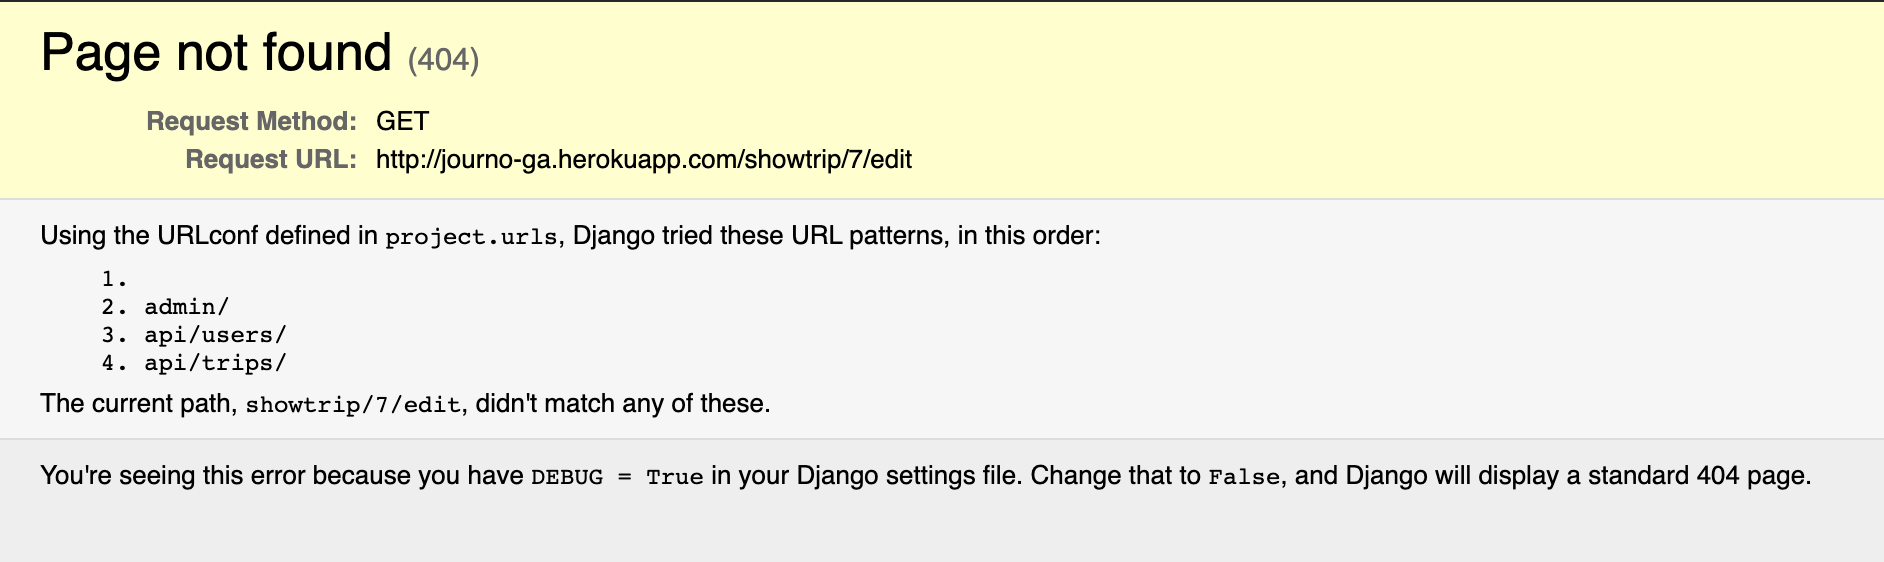 Page not found (404)
Request Method: GET
Request URL: http://journo-ga.herokuapp.com/showtrip/7/edit
Using the URLconf defined in project.urls, Django tried these URL patterns, in this order:
1.
2. admin/
3. api/users/
4. api/trips/
The current path, showtrip/7/edit, didn't match any of these.
You're seeing this error because you have DEBUG = True in your Django settings file. Change that to False, and Django will display a standard 404 page.